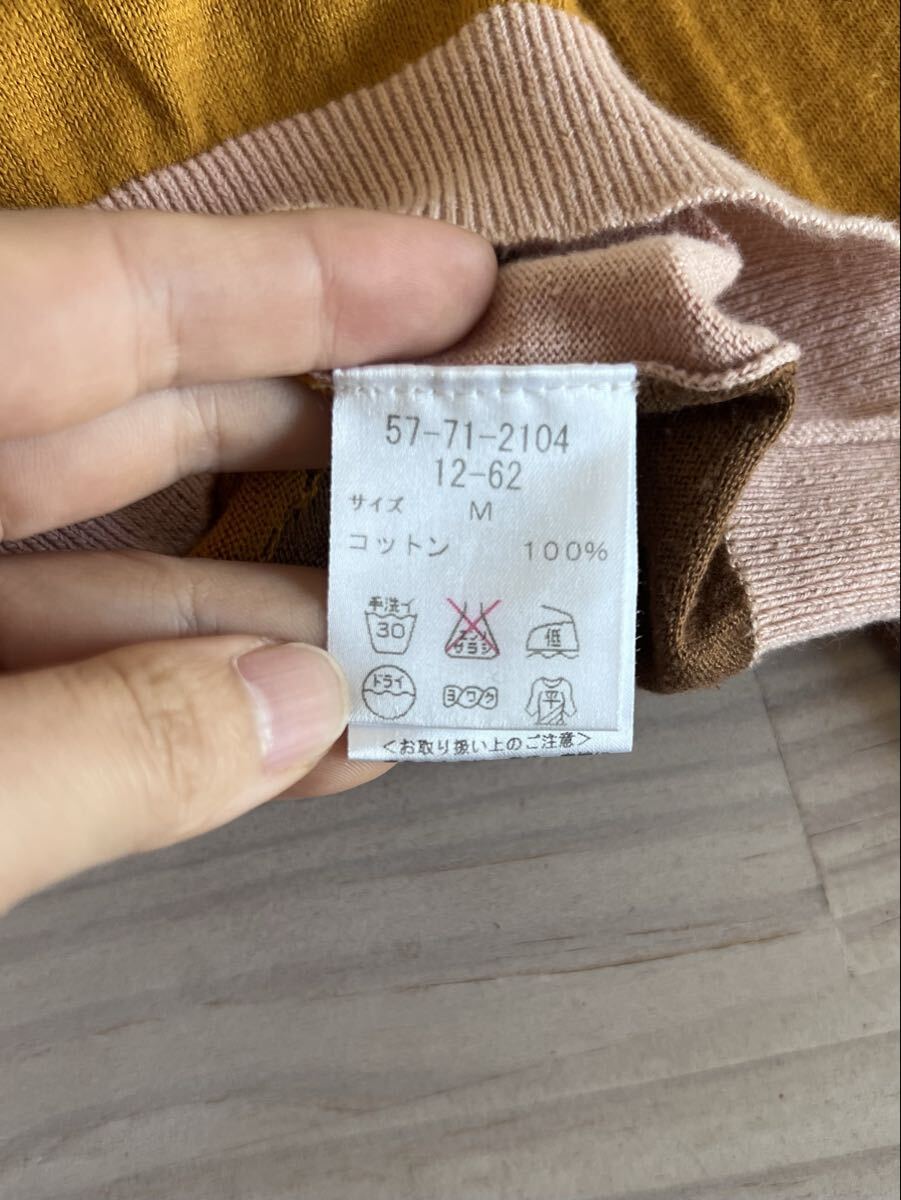 57-71-2104
12-62
サイズ M
コットン 100%
手洗イ 30 エンソ サラシ 低
ドライ ヨワク 平
<お取り扱い上のご注意>